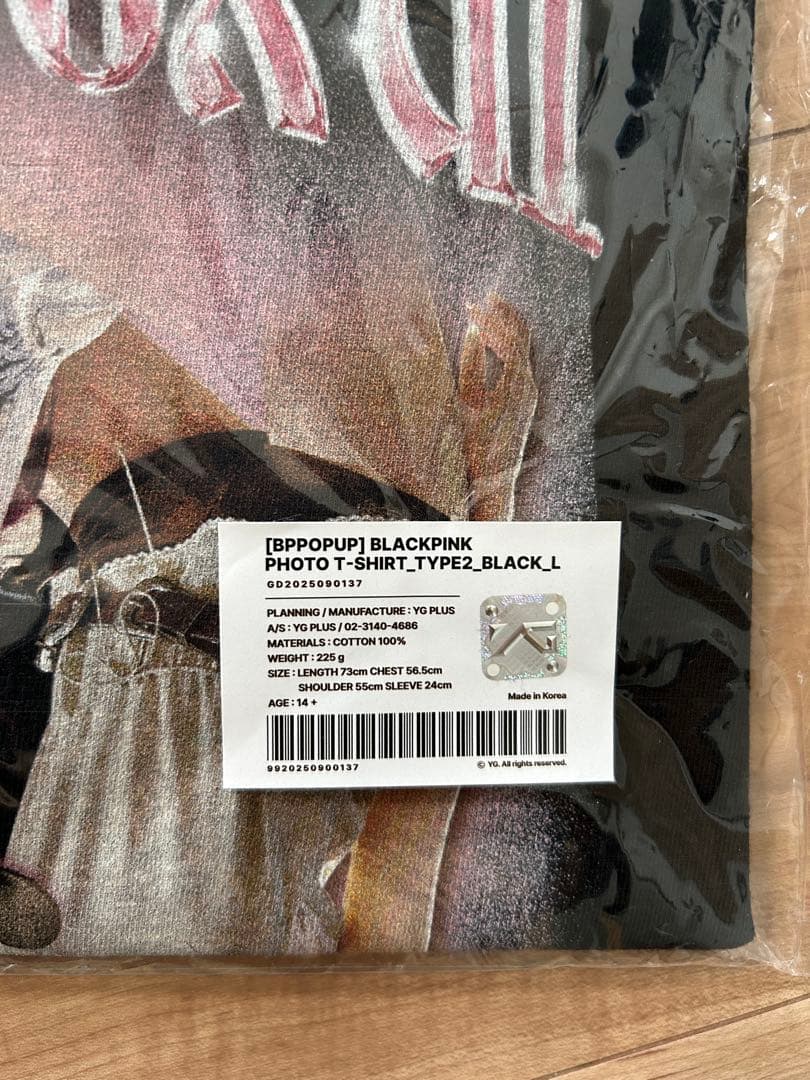 [BPPOPUP] BLACKPINK
PHOTO T-SHIRT_TYPE2_BLACK_L
GD2025090137
PLANNING / MANUFACTURE : YG PLUS
A/S : YG PLUS / 02-3140-4686
MATERIALS : COTTON 100%
WEIGHT : 225 g
SIZE : LENGTH 73cm CHEST 56.5cm
SHOULDER 55cm SLEEVE 24cm
AGE : 14 +
YG
Made in Korea
9920250900137
© YG. All rights reserved.